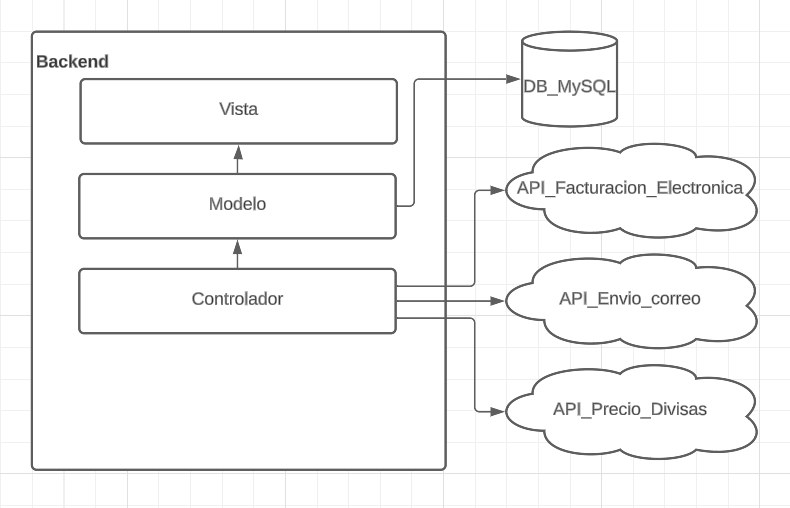 Backend
Vista
Modelo
Controlador
DB_MySQL
API_Facturacion_Electronica
API_Envio_correo
API_Precio_Divisas